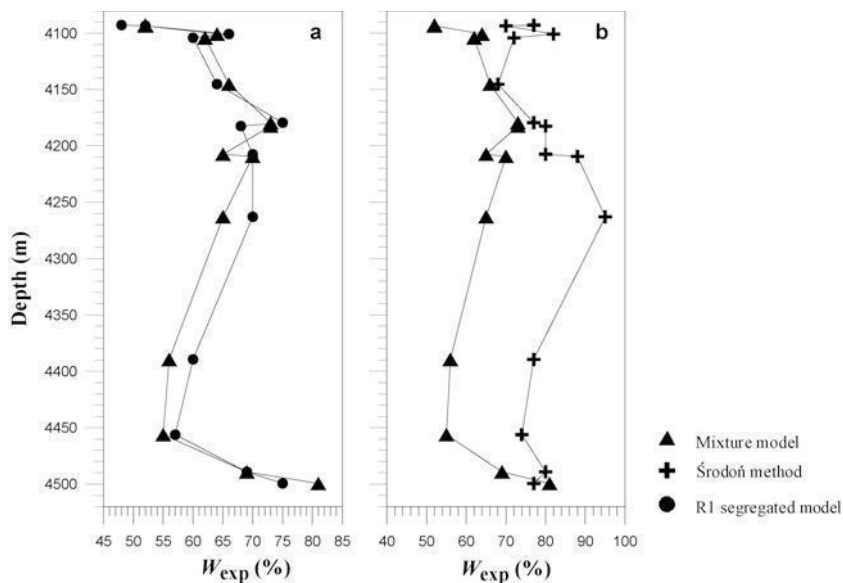 a
b
4100
4150
4200
4250
4300
4350
4400
4450
4500
Depth (m)
45 50 55 60 65 70 75 80 85
40 50 60 70 80 90 100
Wexp (%)
Wexp (%)
Mixture model
Środoń method
R1 segregated model